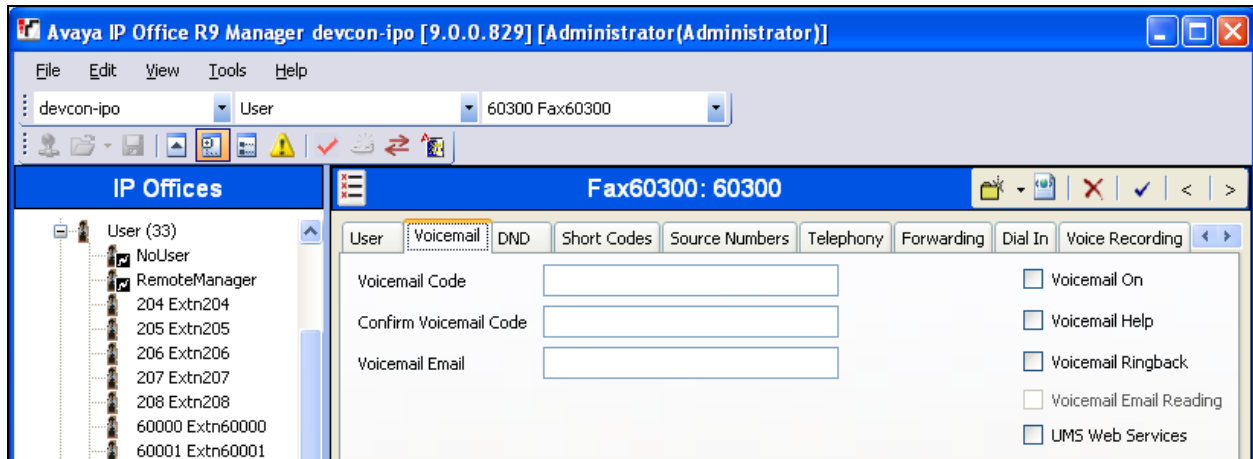 Avaya IP Office R9 Manager devcon-ipo [9.0.0.829] [Administrator(Administrator)]
File Edit View Tools Help
devcon-ipo User 60300 Fax60300
IP Offices
Fax60300: 60300
User (33)
NoUser
RemoteManager
204 Extn204
205 Extn205
206 Extn206
207 Extn207
208 Extn208
60000 Extn60000
60001 Extn60001
User Voicemail DND Short Codes Source Numbers Telephony Forwarding Dial In Voice Recording
Voicemail Code
Confirm Voicemail Code
Voicemail Email
Voicemail On
Voicemail Help
Voicemail Ringback
Voicemail Email Reading
UMS Web Services